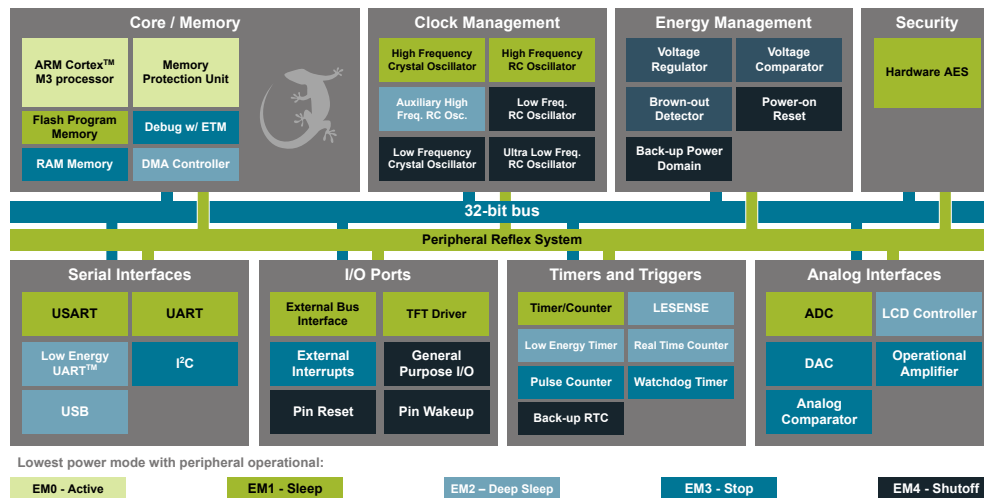 Core / Memory
ARM Cortex™
M3 processor
Memory
Protection Unit
Flash Program
Memory
Debug w/ ETM
RAM Memory
DMA Controller
Clock Management
High Frequency
Crystal Oscillator
High Frequency
RC Oscillator
Auxiliary High
Freq. RC Osc.
Low Freq.
RC Oscillator
Low Frequency
Crystal Oscillator
Ultra Low Freq.
RC Oscillator
Energy Management
Voltage
Regulator
Voltage
Comparator
Brown-out
Detector
Power-on
Reset
Back-up Power
Domain
Security
Hardware AES
32-bit bus
Peripheral Reflex System
Serial Interfaces
USART
UART
Low Energy
UART™
I²C
USB
I/O Ports
External Bus
Interface
TFT Driver
External
Interrupts
General
Purpose I/O
Pin Reset
Pin Wakeup
Timers and Triggers
Timer/Counter
LESENSE
Low Energy Timer
Real Time Counter
Pulse Counter
Watchdog Timer
Back-up RTC
Analog Interfaces
ADC
LCD Controller
DAC
Operational
Amplifier
Analog
Comparator
Lowest power mode with peripheral operational:
EM0 - Active
EM1 - Sleep
EM2 – Deep Sleep
EM3 - Stop
EM4 - Shutoff